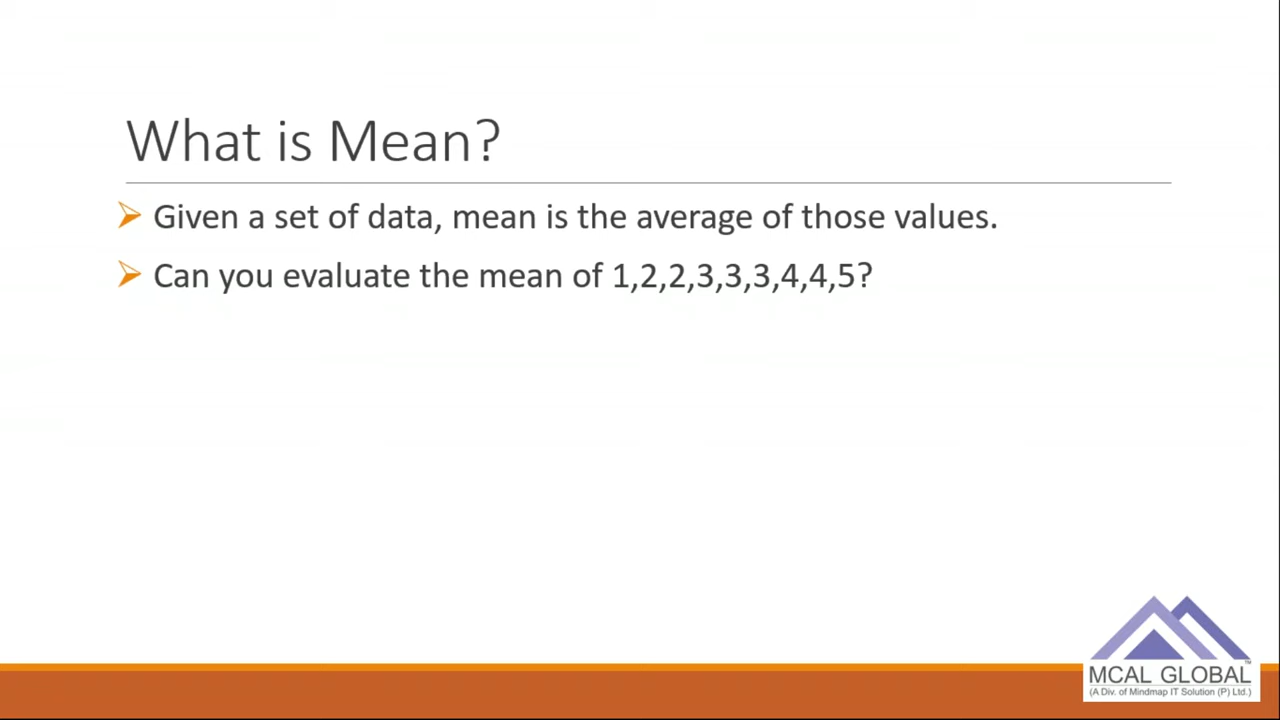 What is Mean?
Given a set of data, mean is the average of those values.
Can you evaluate the mean of 1,2,2,3,3,3,4,4,5?
MCAL GLOBAL
TM
(A Div. of Mindmap IT Solution (P) Ltd.)